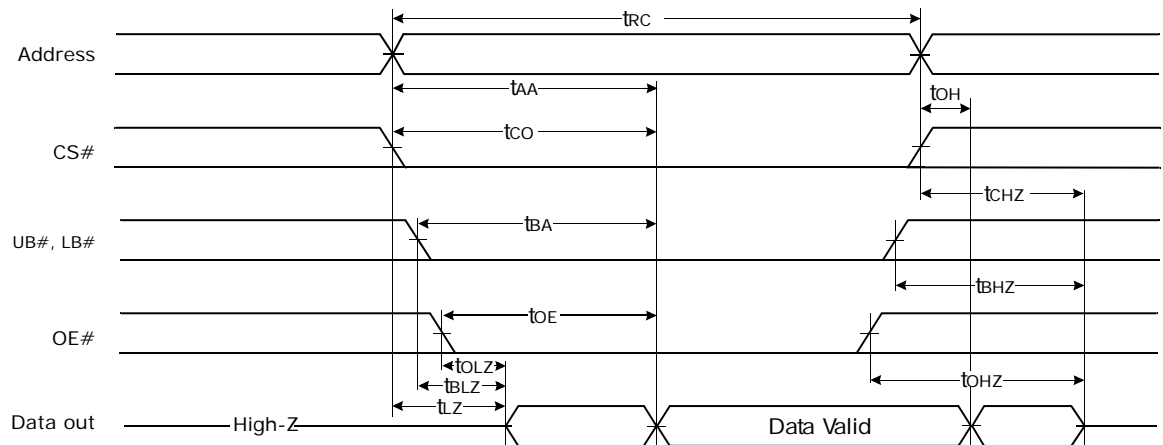 tRC
Address
tAA
tOH
tCO
CS#
tCHZ
tBA
UB#, LB#
tBHZ
tOE
OE#
tOLZ
tOHZ
tBLZ
tLZ
Data out
High-Z
Data Valid